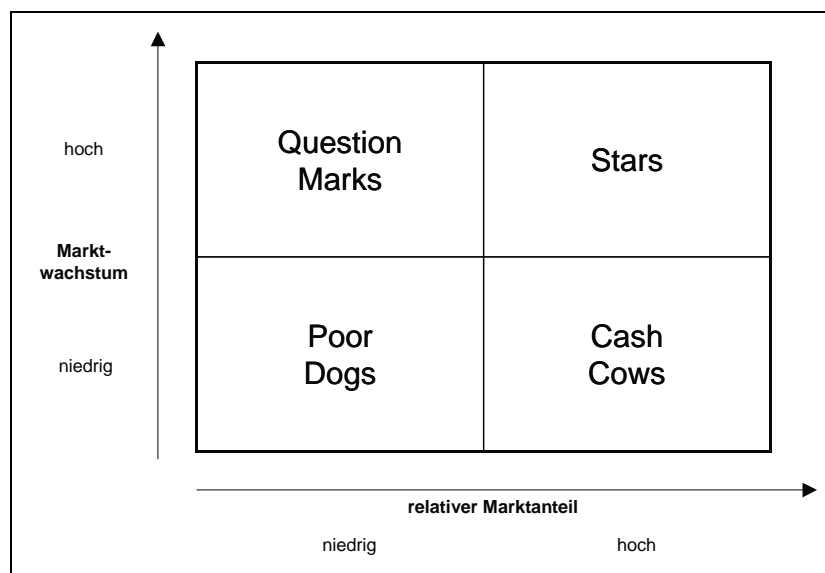 hoch
Question
Marks
Stars
Markt-
wachstum
niedrig
Poor
Dogs
Cash
Cows
relativer Marktanteil
niedrig
hoch